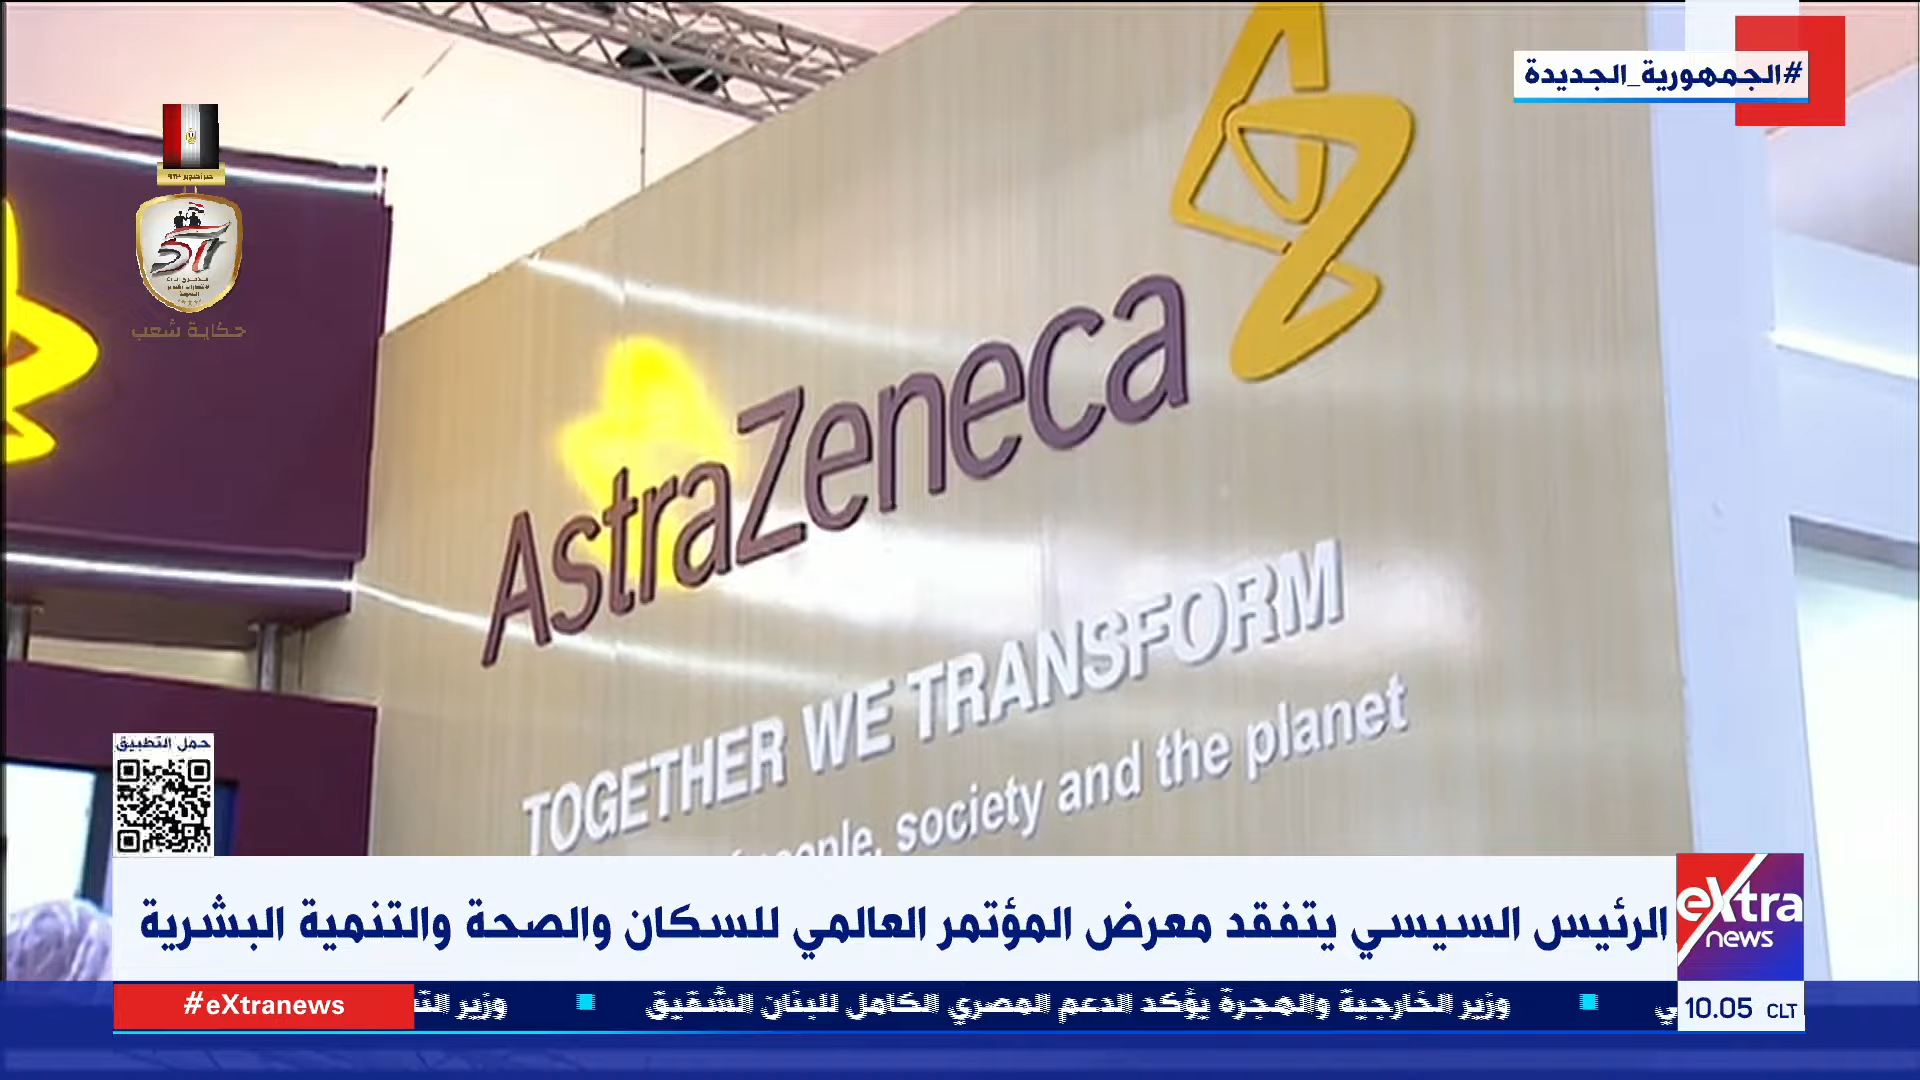 #الجمهورية_الجديدة
حكاية شعب
AstraZeneca
TOGETHER WE TRANSFORM
people, society and the planet
حمل التطبيق
الرئيس السيسي يتفقد معرض المؤتمر العالمي للسكان والصحة والتنمية البشرية
eXtra
news
#eXtranews
وزير الخارجية والهجرة يؤكد الدعم المصري الكامل للبنان الشقيق
وزير
10.05 CLT